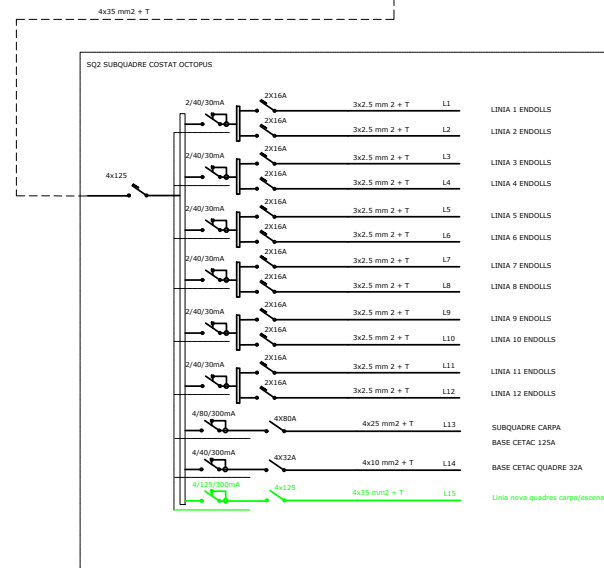 4x35 mm2 + T
SQ2 SUBQUADRE COSTAT OCTOPUS
4x125
2/40/30mA
2X16A
3x2.5 mm 2 + T
L1
LINIA 1 ENDOLLS
2X16A
3x2.5 mm 2 + T
L2
LINIA 2 ENDOLLS
2/40/30mA
2X16A
3x2.5 mm 2 + T
L3
LINIA 3 ENDOLLS
2X16A
3x2.5 mm 2 + T
L4
LINIA 4 ENDOLLS
2/40/30mA
2X16A
3x2.5 mm 2 + T
L5
LINIA 5 ENDOLLS
2X16A
3x2.5 mm 2 + T
L6
LINIA 6 ENDOLLS
2/40/30mA
2X16A
3x2.5 mm 2 + T
L7
LINIA 7 ENDOLLS
2X16A
3x2.5 mm 2 + T
L8
LINIA 8 ENDOLLS
2/40/30mA
2X16A
3x2.5 mm 2 + T
L9
LINIA 9 ENDOLLS
2X16A
3x2.5 mm 2 + T
L10
LINIA 10 ENDOLLS
2/40/30mA
2X16A
3x2.5 mm 2 + T
L11
LINIA 11 ENDOLLS
2X16A
3x2.5 mm 2 + T
L12
LINIA 12 ENDOLLS
4/80/300mA
4X80A
4x25 mm2 + T
L13
SUBQUADRE CARPA
BASE CETAC 125A
4/40/300mA
4X32A
4x10 mm2 + T
L14
BASE CETAC QUADRE 32A
4/125/300mA
4x125
4x35 mm2 + T
L15
Linia nova quadres carpa/escena